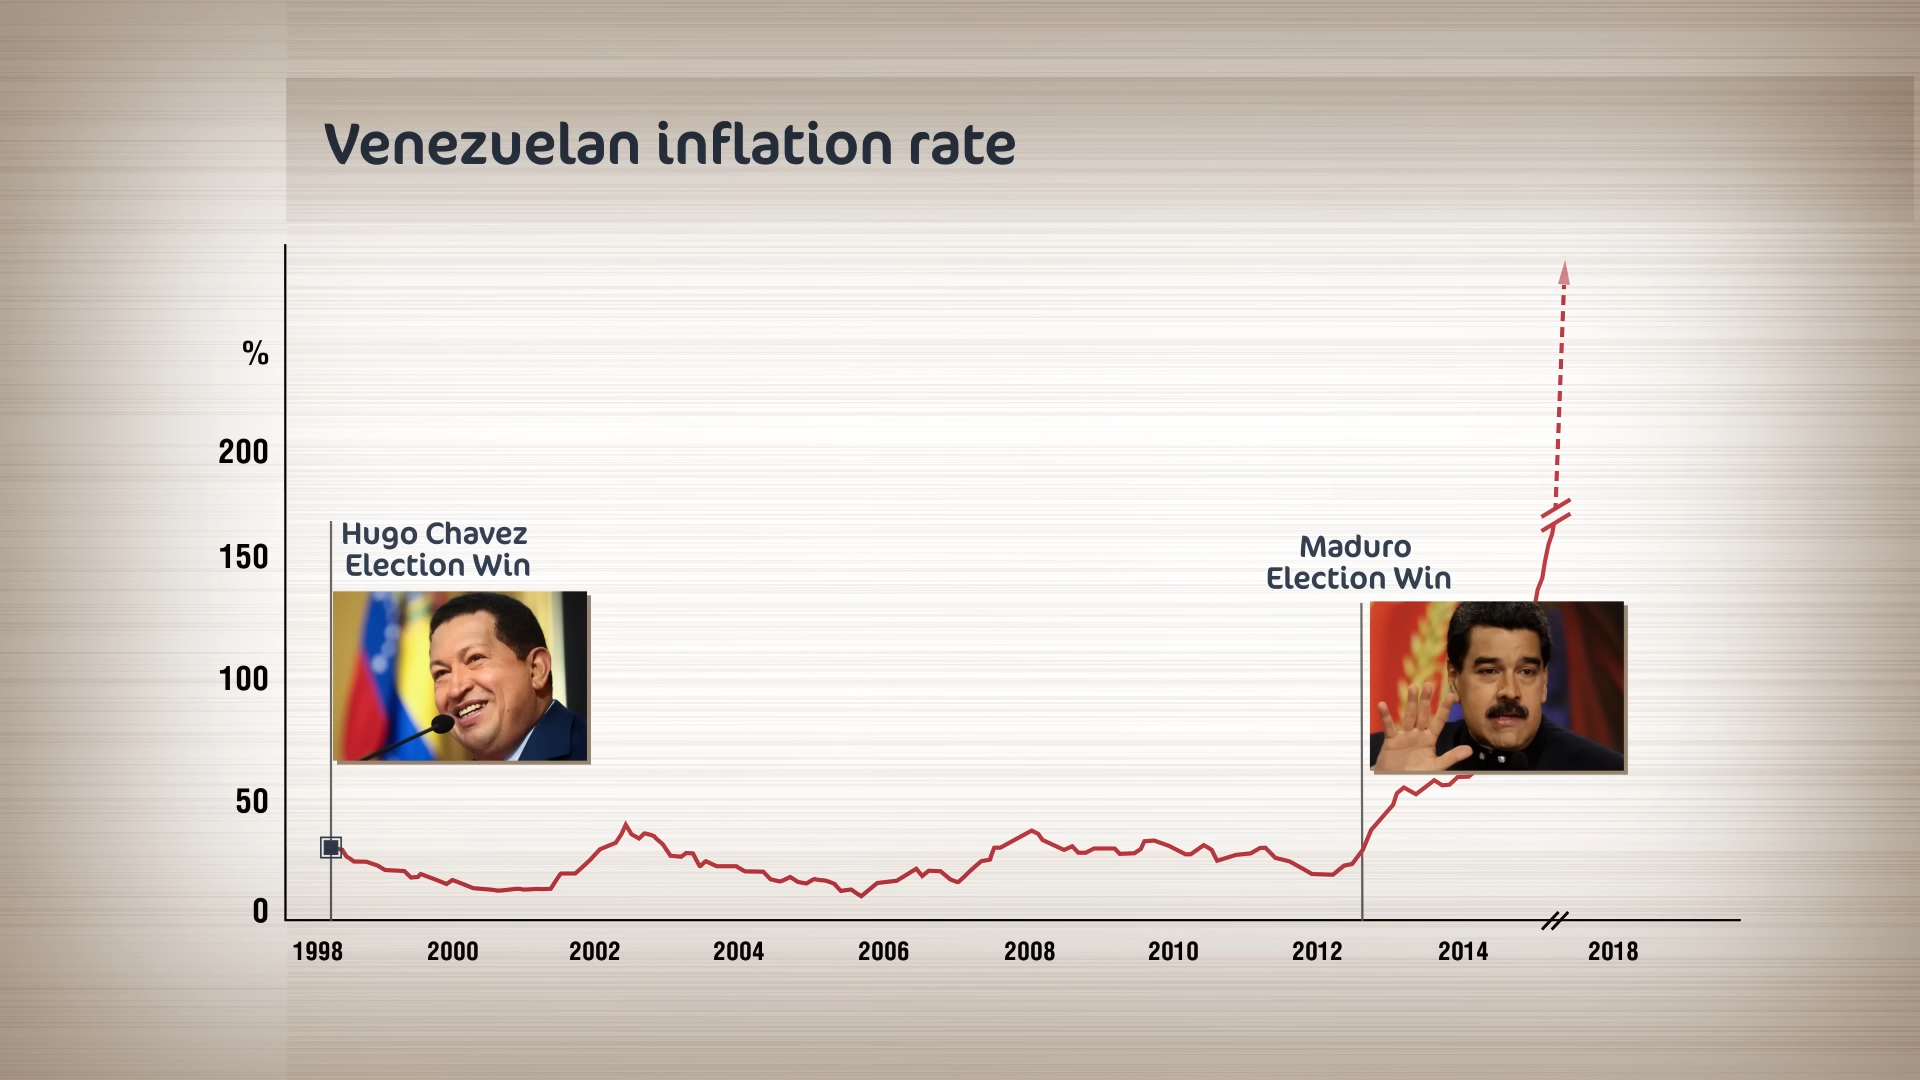 Venezuelan inflation rate
%
200
150
100
50
0
Hugo Chavez
Election Win
Maduro
Election Win
1998 2000 2002 2004 2006 2008 2010 2012 2014 2018